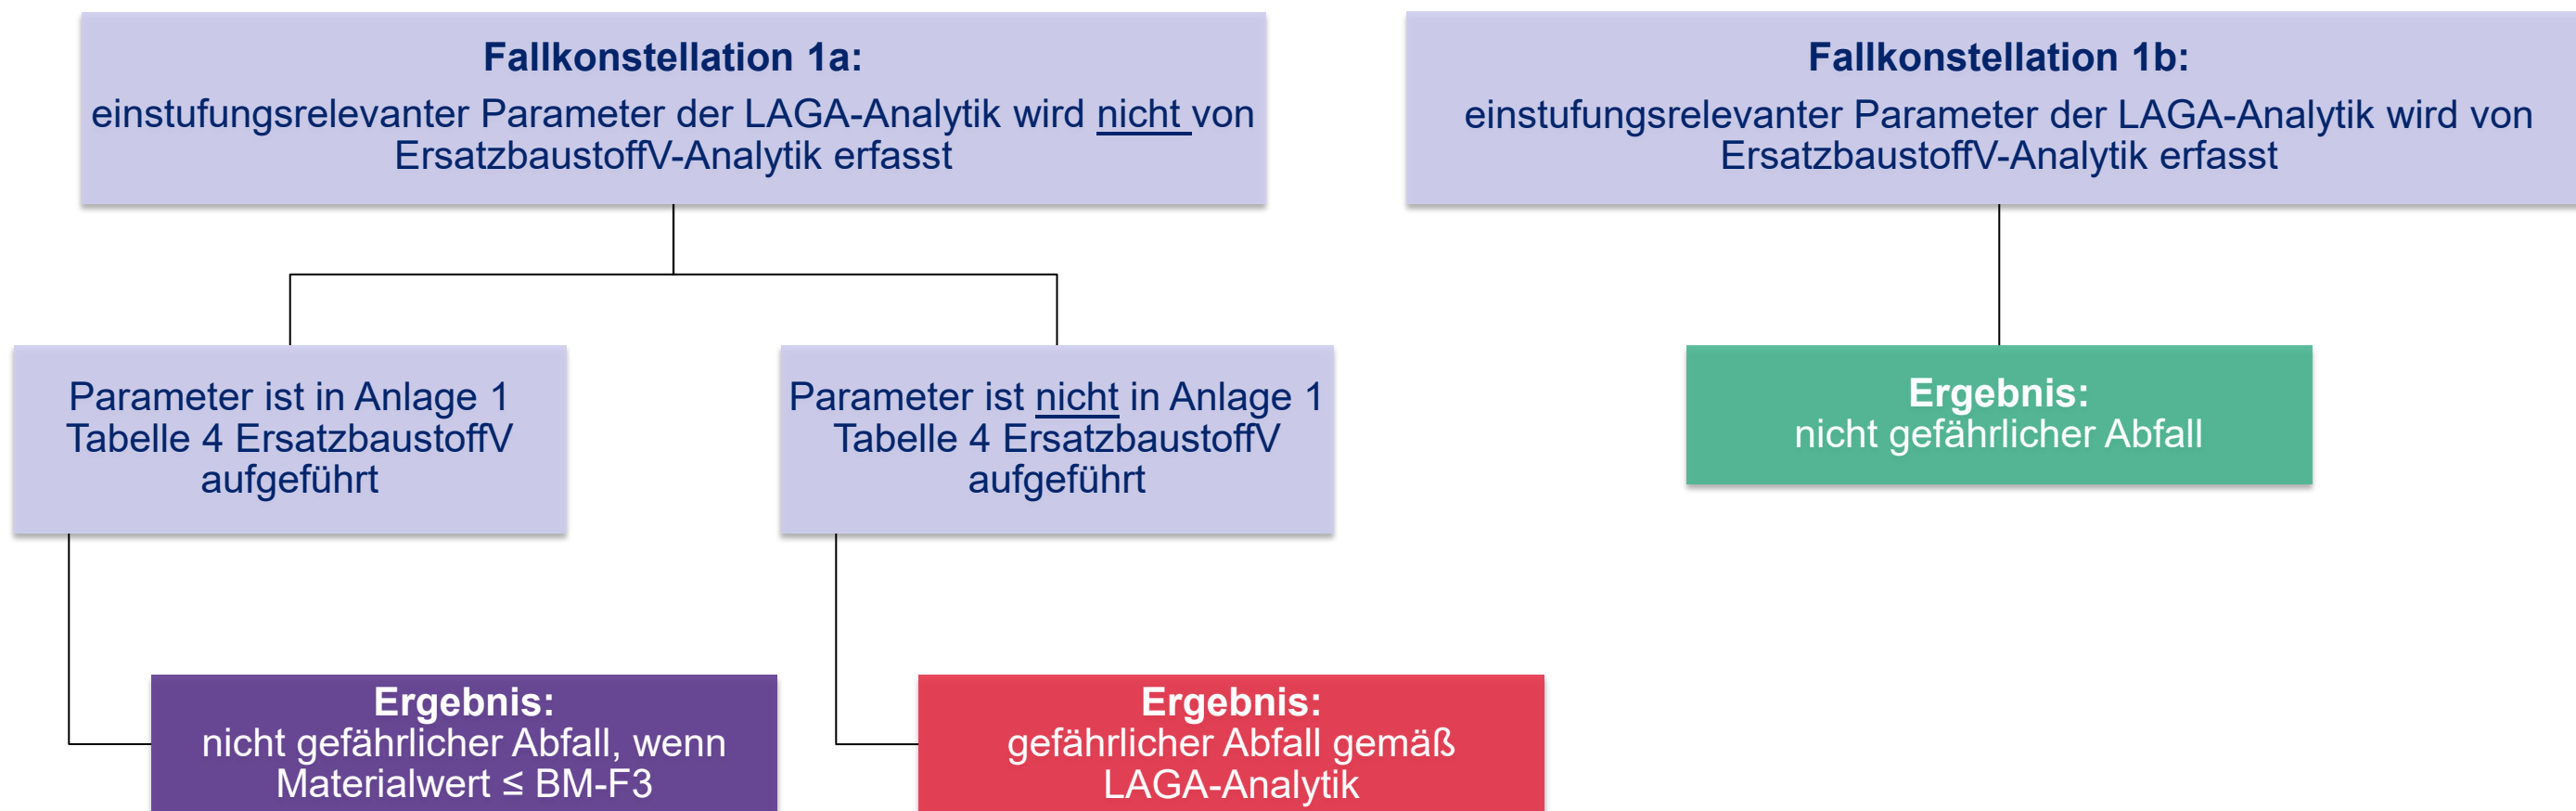 Fallkonstellation 1a:
einstufungsrelevanter Parameter der LAGA-Analytik wird nicht von
ErsatzbaustoffV-Analytik erfasst
Fallkonstellation 1b:
einstufungsrelevanter Parameter der LAGA-Analytik wird von
ErsatzbaustoffV-Analytik erfasst
Parameter ist in Anlage 1
Tabelle 4 ErsatzbaustoffV
aufgeführt
Parameter ist nicht in Anlage 1
Tabelle 4 ErsatzbaustoffV
aufgeführt
Ergebnis:
nicht gefährlicher Abfall
Ergebnis:
nicht gefährlicher Abfall, wenn
Materialwert ≤ BM-F3
Ergebnis:
gefährlicher Abfall gemäß
LAGA-Analytik